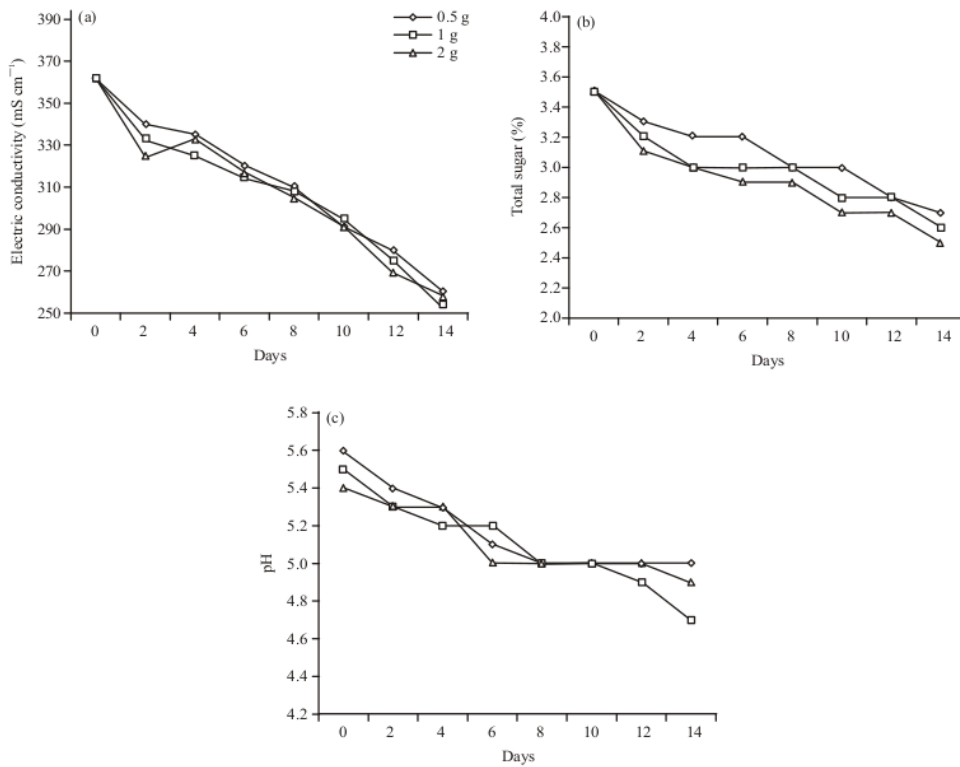 (a)
0.5 g
1 g
2 g
Electric conductivity (mS cm⁻¹)
390
370
350
330
310
290
270
250
0 2 4 6 8 10 12 14
Days
(b)
Total sugar (%)
4.0
3.8
3.6
3.4
3.2
3.0
2.8
2.6
2.4
2.2
2.0
0 2 4 6 8 10 12 14
Days
(c)
pH
5.8
5.6
5.4
5.2
5.0
4.8
4.6
4.4
4.2
0 2 4 6 8 10 12 14
Days